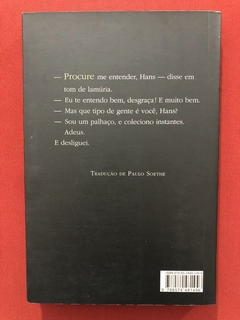 — Procure me entender, Hans — disse em
tom de lamúria.
— Eu te entendo bem, desgraça! E muito bem.
— Mas que tipo de gente é você, Hans?
— Sou um palhaço, e coleciono instantes.
Adeus.
E desliguei.
Tradução de Paulo Soethe